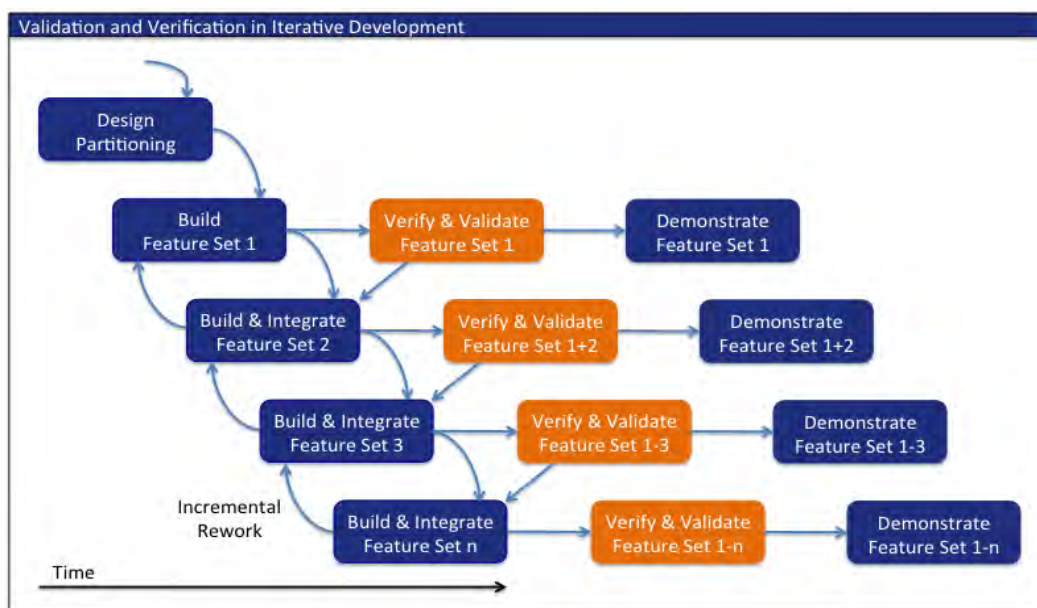 Validation and Verification in Iterative Development
Design
Partitioning
Build
Feature Set 1
Verify & Validate
Feature Set 1
Demonstrate
Feature Set 1
Build & Integrate
Feature Set 2
Verify & Validate
Feature Set 1+2
Demonstrate
Feature Set 1+2
Build & Integrate
Feature Set 3
Verify & Validate
Feature Set 1-3
Demonstrate
Feature Set 1-3
Incremental
Rework
Build & Integrate
Feature Set n
Verify & Validate
Feature Set 1-n
Demonstrate
Feature Set 1-n
Time